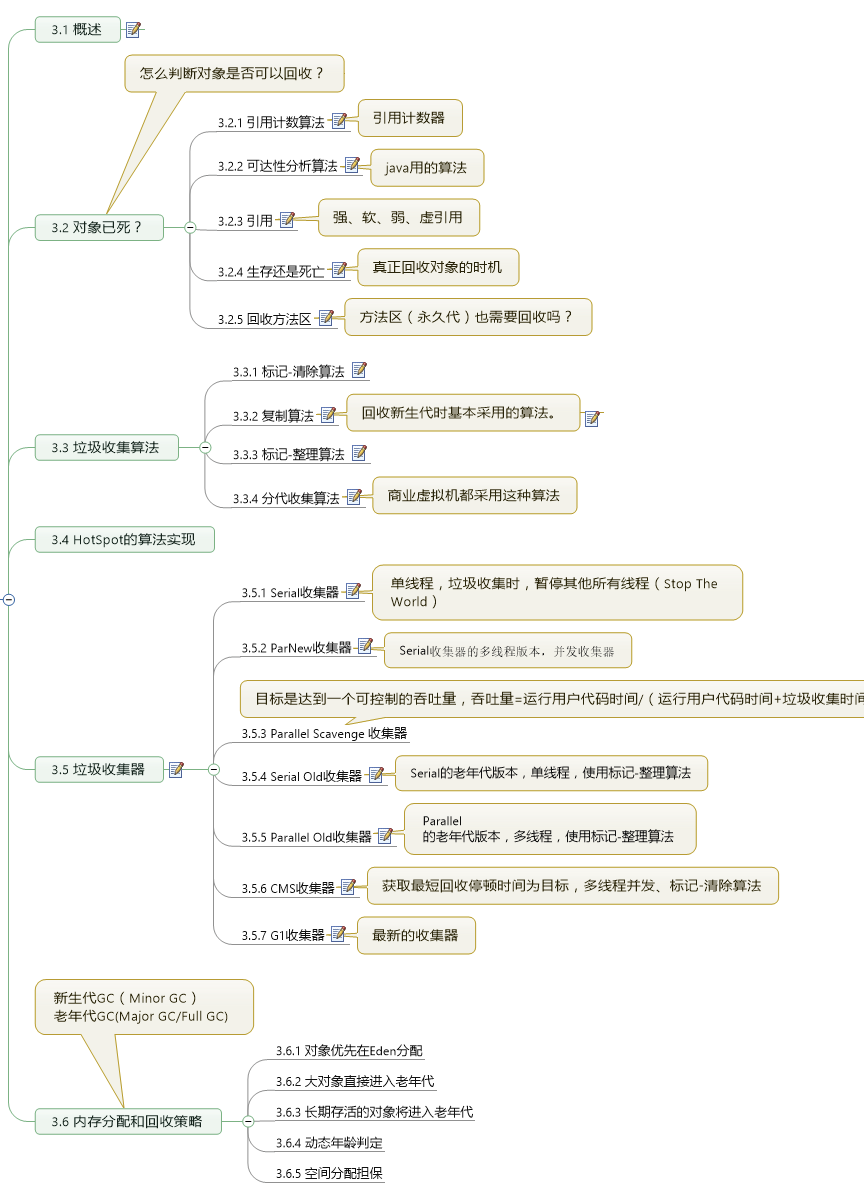 3.1 概述
怎么判断对象是否可以回收？
3.2 对象已死？
3.2.1 引用计数算法
引用计数器
3.2.2 可达性分析算法
java用的算法
3.2.3 引用
强、软、弱、虚引用
3.2.4 生存还是死亡
真正回收对象的时机
3.2.5 回收方法区
方法区（永久代）也需要回收吗？
3.3 垃圾收集算法
3.3.1 标记-清除算法
3.3.2 复制算法
回收新生代时基本采用的算法。
3.3.3 标记-整理算法
3.3.4 分代收集算法
商业虚拟机都采用这种算法
3.4 HotSpot的算法实现
3.5 垃圾收集器
3.5.1 Serial收集器
单线程，垃圾收集时，暂停其他所有线程（Stop The
World）
3.5.2 ParNew收集器
Serial收集器的多线程版本，并发收集器
目标是达到一个可控制的吞吐量，吞吐量=运行用户代码时间/（运行用户代码时间+垃圾收集时间
3.5.3 Parallel Scavenge 收集器
3.5.4 Serial Old收集器
Serial的老年代版本，单线程，使用标记-整理算法
3.5.5 Parallel Old收集器
Parallel
的老年代版本，多线程，使用标记-整理算法
3.5.6 CMS收集器
获取最短回收停顿时间为目标，多线程并发、标记-清除算法
3.5.7 G1收集器
最新的收集器
新生代GC（Minor GC）
老年代GC(Major GC/Full GC)
3.6 内存分配和回收策略
3.6.1 对象优先在Eden分配
3.6.2 大对象直接进入老年代
3.6.3 长期存活的对象将进入老年代
3.6.4 动态年龄判定
3.6.5 空间分配担保